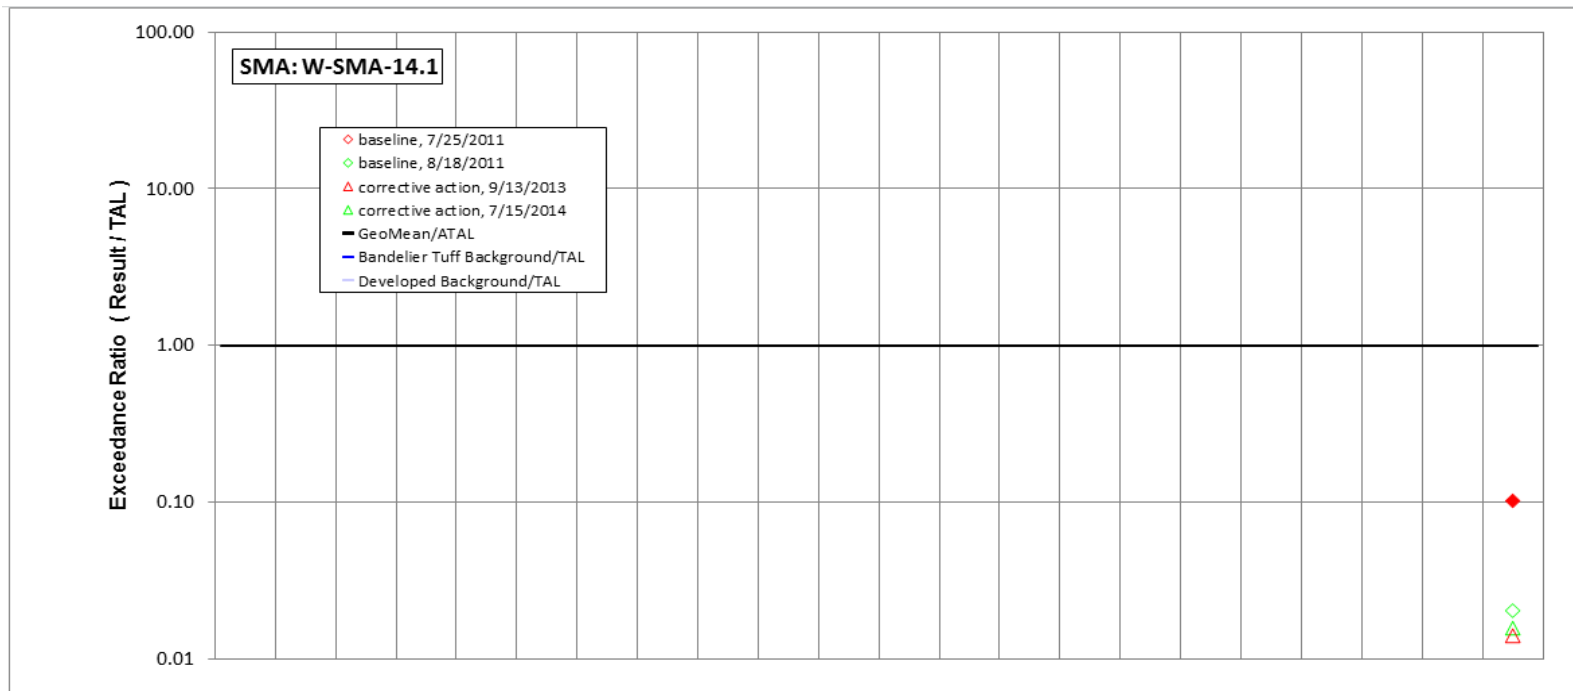 100.00
SMA: W-SMA-14.1
baseline, 7/25/2011
baseline, 8/18/2011
corrective action, 9/13/2013
corrective action, 7/15/2014
GeoMean/ATAL
Bandelier Tuff Background/TAL
Developed Background/TAL
10.00
1.00
0.10
0.01
Exceedance Ratio ( Result / TAL )